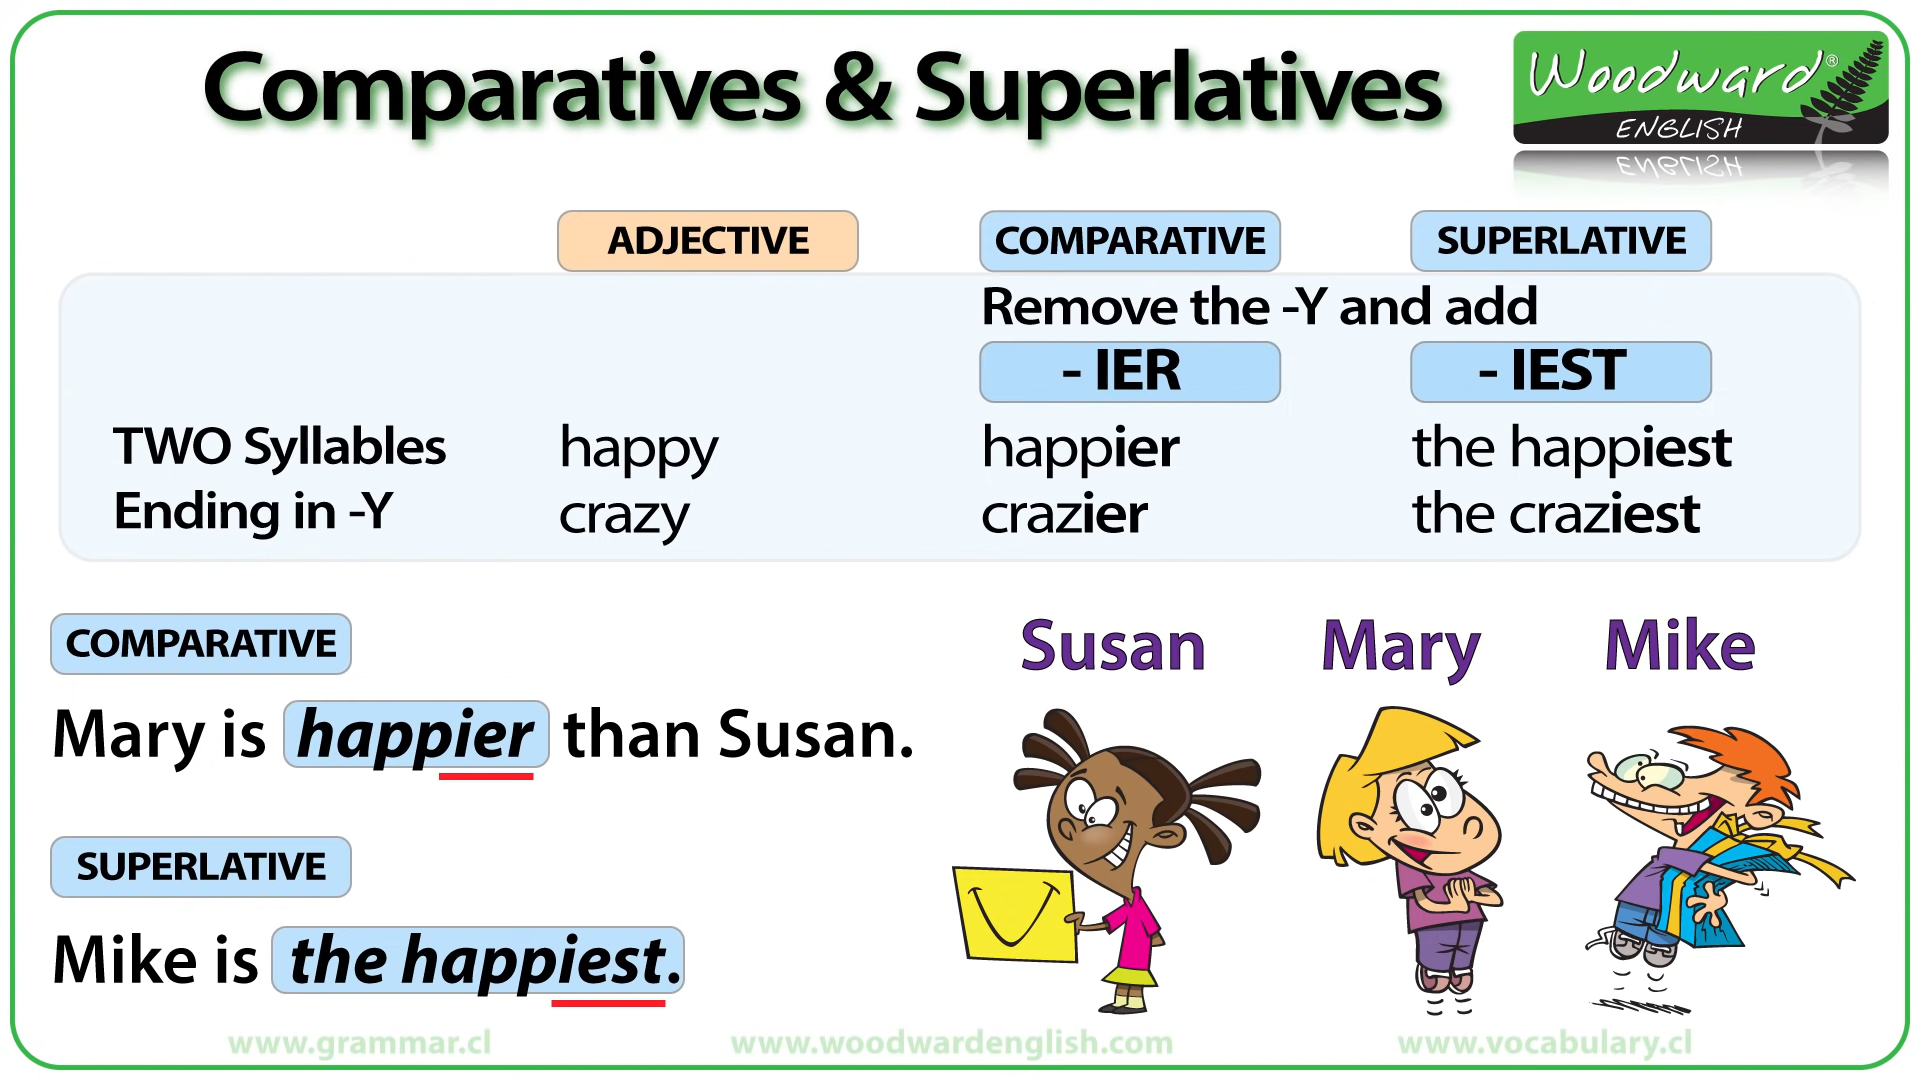 Comparatives & Superlatives
Woodward®
ENGLISH
ADJECTIVE COMPARATIVE SUPERLATIVE
Remove the -Y and add
- IER - IEST
TWO Syllables happy happier the happiest
Ending in -Y crazy crazier the craziest
COMPARATIVE
Mary is happier than Susan.
SUPERLATIVE
Mike is the happiest.
Susan Mary Mike
www.grammar.cl www.woodwardenglish.com www.vocabulary.cl